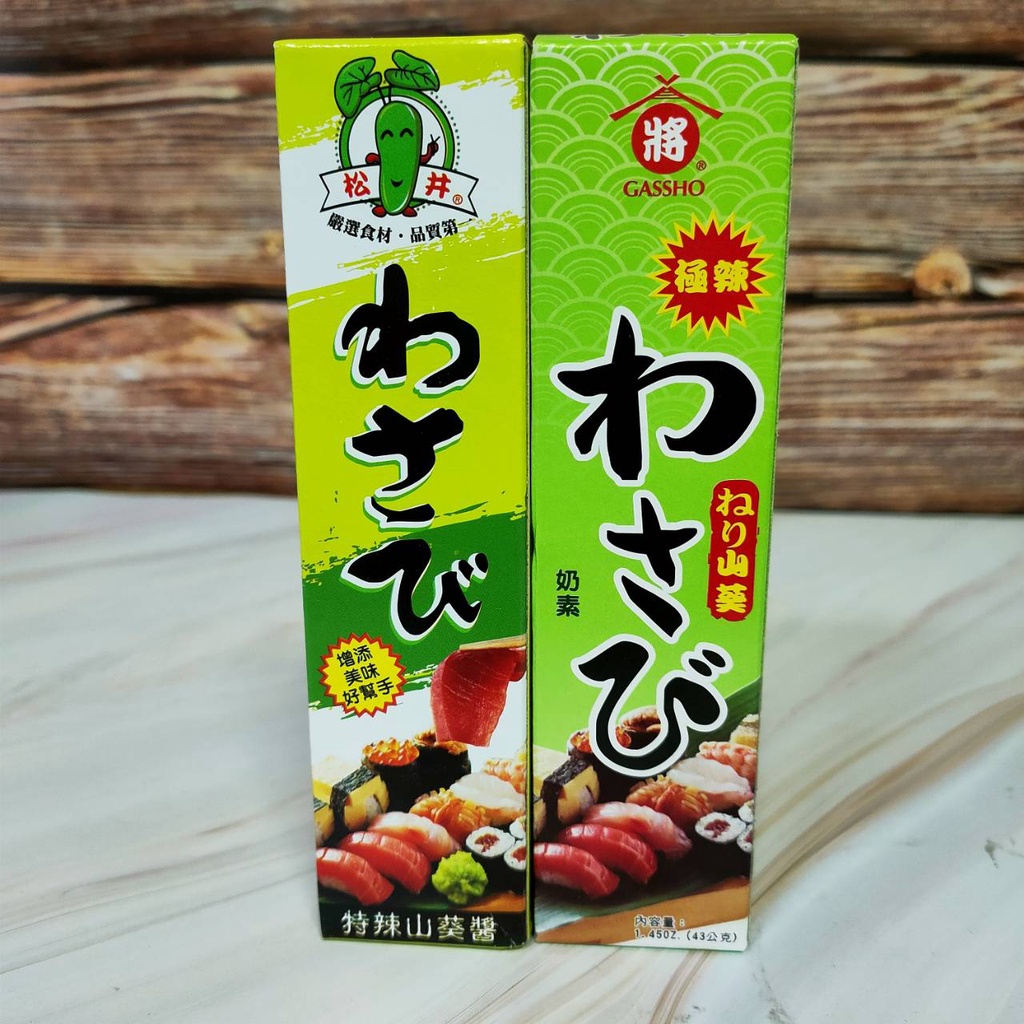 松井®
嚴選食材・品質第一
わさび
增添
美味
好幫手
特辣山葵醬
將®
GASSHO
極辣
わさび
ねり山葵
奶素
內容量：
1.45OZ.(43公克)